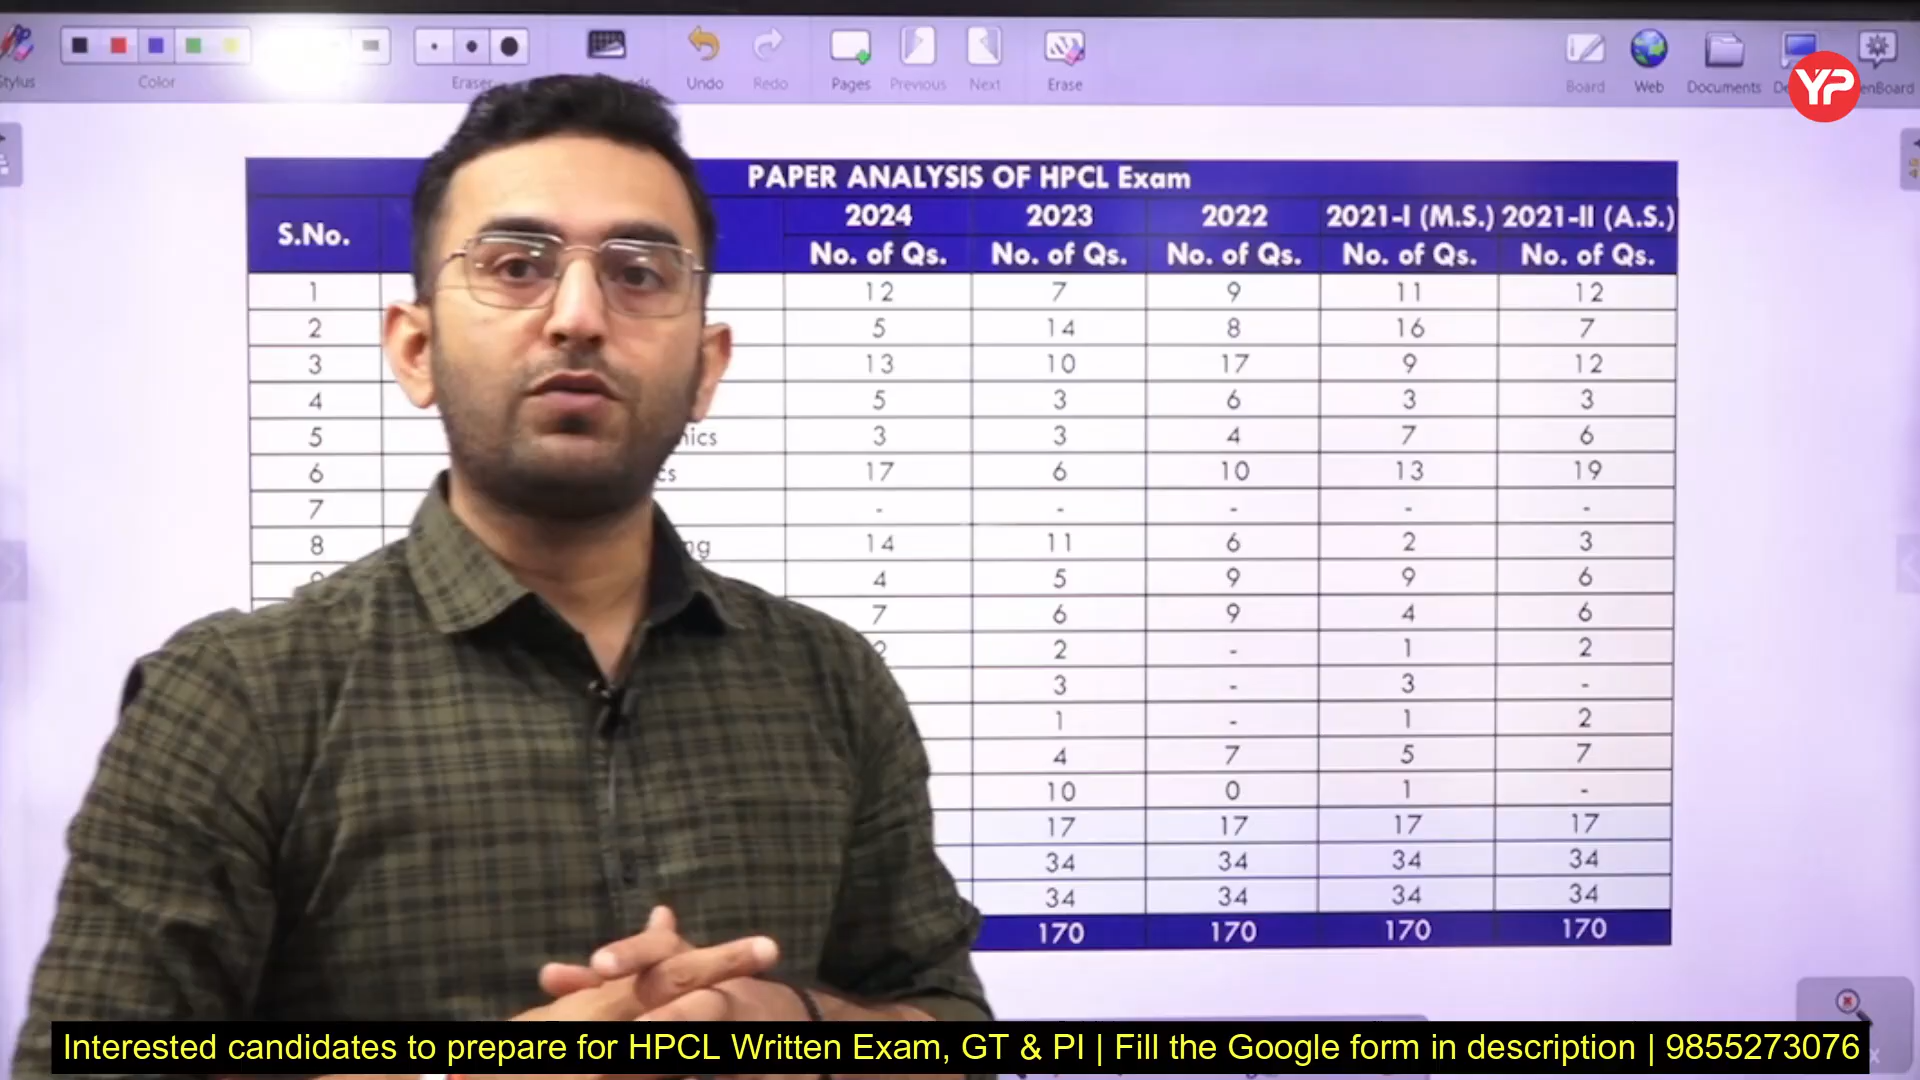 Stylus Color Eraser Undo Redo Pages Previous Next Erase Board Web Documents
YP
PAPER ANALYSIS OF HPCL Exam
S.No. 2024 2023 2022 2021-I (M.S.) 2021-II (A.S.)
No. of Qs. No. of Qs. No. of Qs. No. of Qs. No. of Qs.
1 12 7 9 11 12
2 5 14 8 16 7
3 13 10 17 9 12
4 5 3 6 3 3
5 3 3 4 7 6
6 17 6 10 13 19
7 - - - - -
8 14 11 6 2 3
9 4 5 9 9 6
7 6 9 4 6
2 2 - 1 2
3 - 3 -
1 - 1 2
4 7 5 7
10 0 1 -
17 17 17 17
34 34 34 34
34 34 34 34
170 170 170 170
Interested candidates to prepare for HPCL Written Exam, GT & PI | Fill the Google form in description | 9855273076